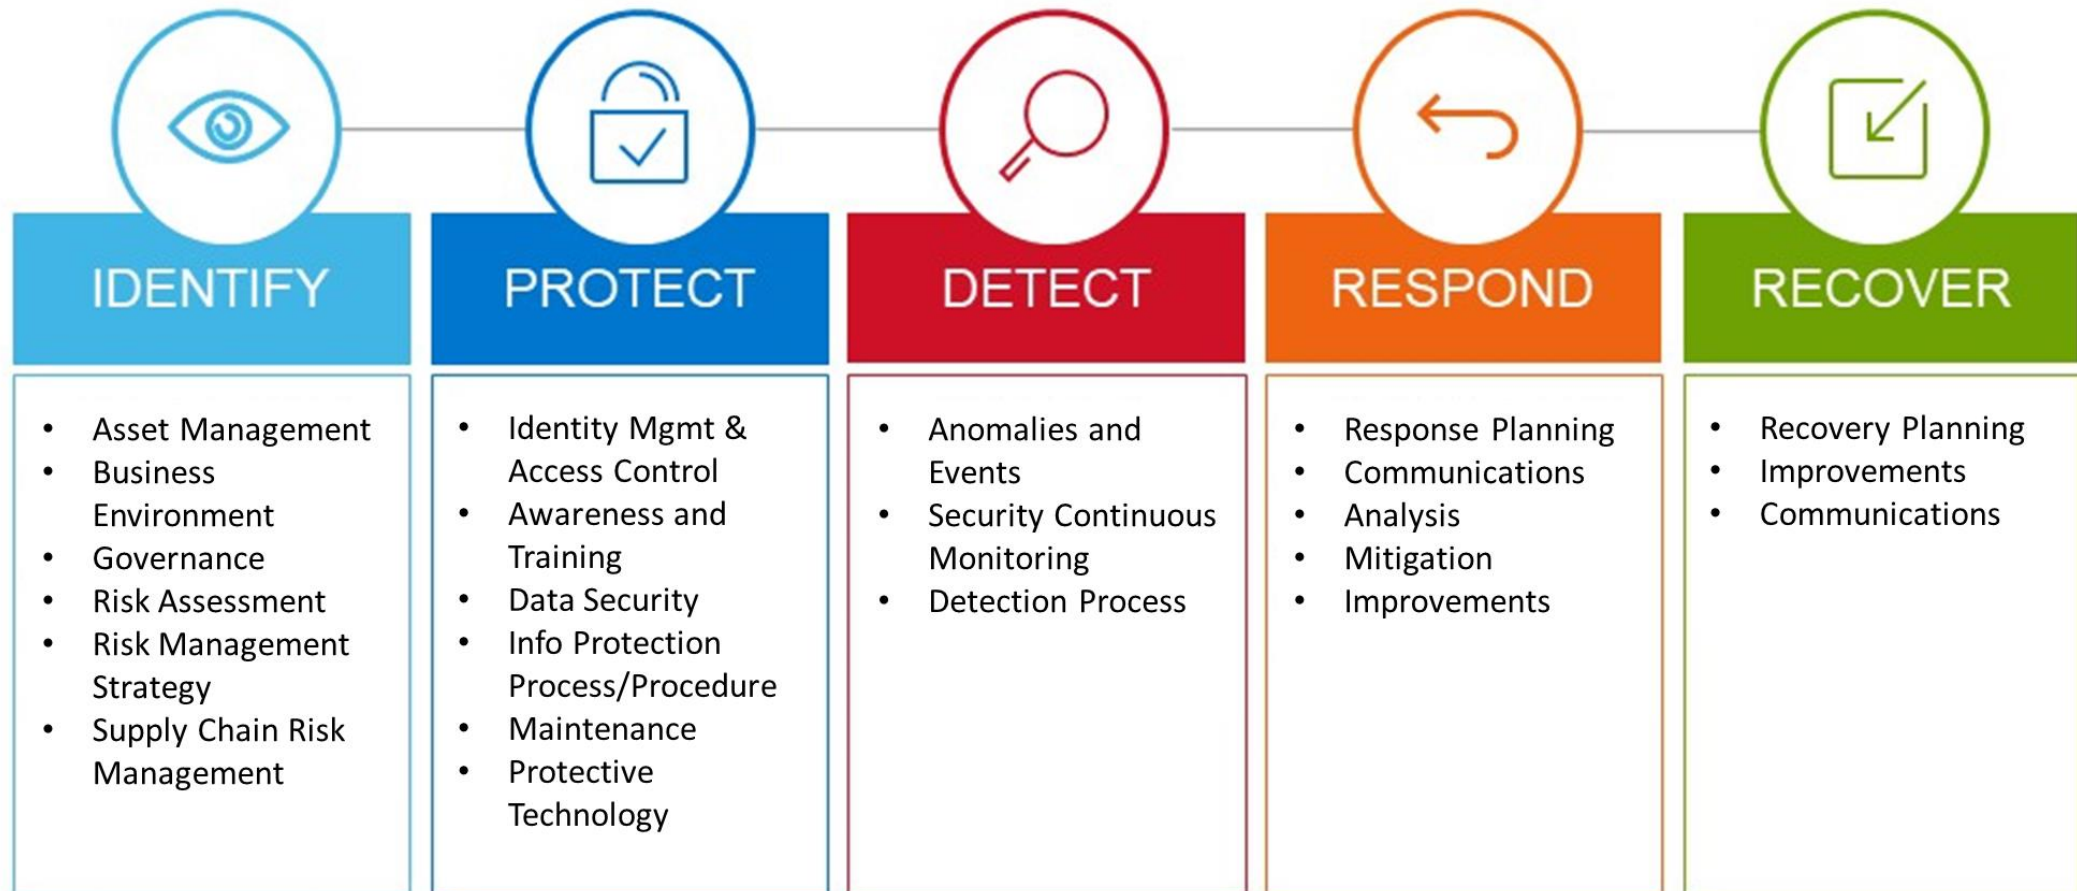 IDENTIFY
PROTECT
DETECT
RESPOND
RECOVER
• Asset Management
• Business
Environment
• Governance
• Risk Assessment
• Risk Management
Strategy
• Supply Chain Risk
Management
• Identity Mgmt &
Access Control
• Awareness and
Training
• Data Security
• Info Protection
Process/Procedure
• Maintenance
• Protective
Technology
• Anomalies and
Events
• Security Continuous
Monitoring
• Detection Process
• Response Planning
• Communications
• Analysis
• Mitigation
• Improvements
• Recovery Planning
• Improvements
• Communications